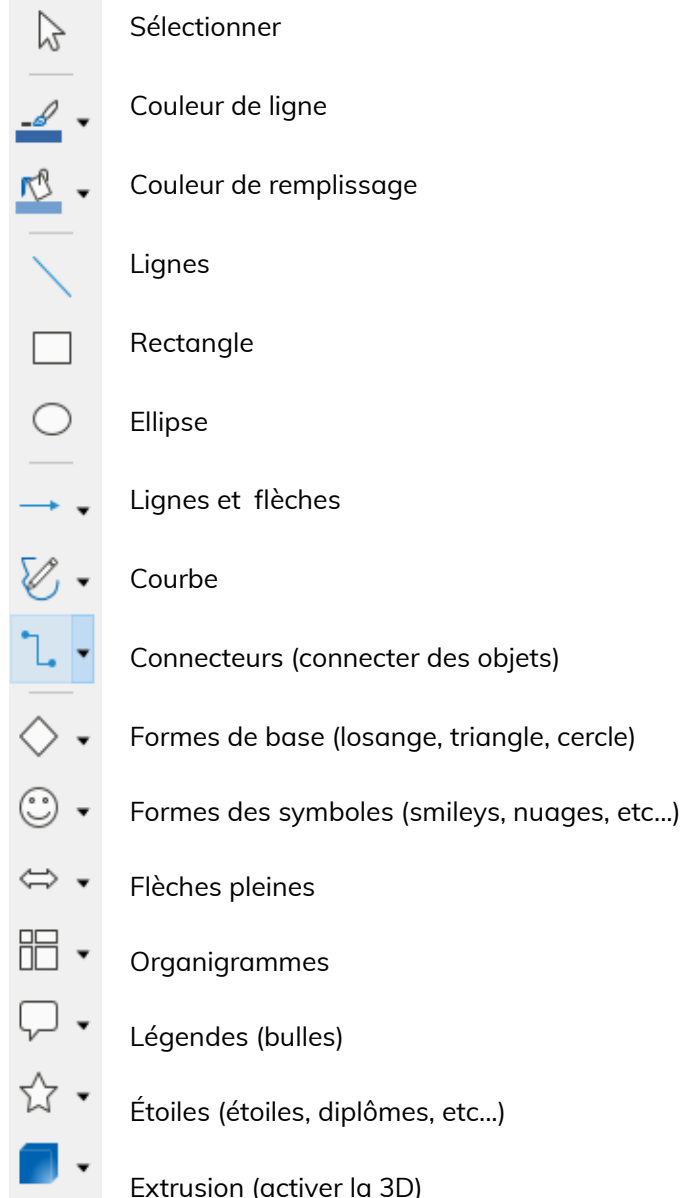 Sélectionner
Couleur de ligne
Couleur de remplissage
Lignes
Rectangle
Ellipse
Lignes et  flèches
Courbe
Connecteurs (connecter des objets)
Formes de base (losange, triangle, cercle)
Formes des symboles (smileys, nuages, etc...)
Flèches pleines
Organigrammes
Légendes (bulles)
Étoiles (étoiles, diplômes, etc...)
Extrusion (activer la 3D)